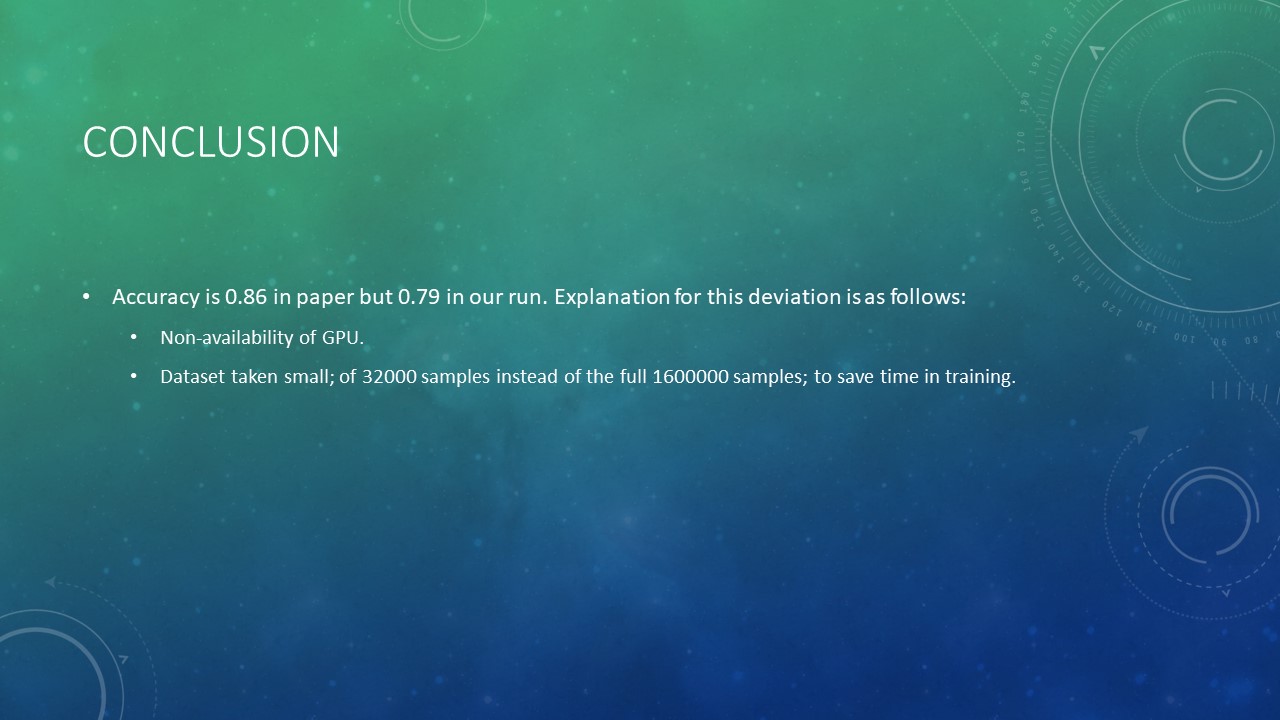 CONCLUSION
• Accuracy is 0.86 in paper but 0.79 in our run. Explanation for this deviation is as follows:
• Non-availability of GPU.
• Dataset taken small; of 32000 samples instead of the full 1600000 samples; to save time in training.